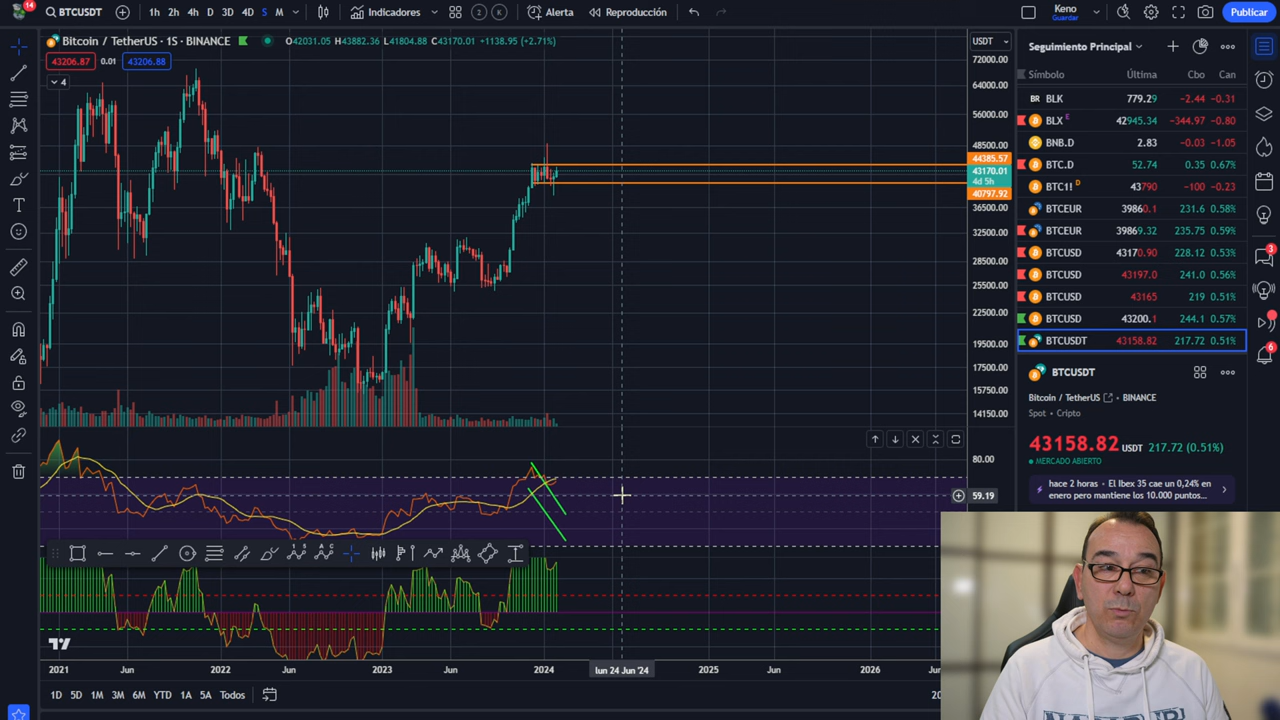 14
BTCUSDT
1h 2h 4h D 3D 4D S M
Indicadores
2 K
Alerta
Reproducción
Keno
Guardar
Publicar
Bitcoin / TetherUS · 1S · BINANCE
O42031.05 H43882.36 L41804.88 C43170.01 +1138.95 (+2.71%)
43206.87 0.01 43206.88
4
USDT
72000.00
64000.00
56000.00
48500.00
44385.57
43170.01
4d 5h
40797.92
36500.00
32500.00
28500.00
25500.00
22500.00
19500.00
17500.00
15750.00
14150.00
80.00
59.19
2021 Jun 2022 Jun 2023 Jun 2024 lun 24 Jun '24 2025 Jun 2026
1D 5D 1M 3M 6M YTD 1A 5A Todos
Seguimiento Principal
Símbolo Última Cbo Can
BLK 779.29 −2.44 −0.31
BLX E 42945.34 −344.97 −0.80
BNB.D 2.83 −0.03 −1.05
BTC.D 52.74 0.35 0.67%
BTC1! D 43790 −100 −0.23
BTCEUR 39860.1 231.6 0.58%
BTCEUR 39869.32 235.75 0.59%
BTCUSD 43170.90 228.12 0.53%
BTCUSD 43197.0 241.0 0.56%
BTCUSD 43165 219 0.51%
BTCUSD 43200.1 244.1 0.57%
BTCUSDT 43158.82 217.72 0.51%
BTCUSDT
Bitcoin / TetherUS · BINANCE
Spot · Cripto
43158.82 USDT 217.72 (0.51%)
MERCADO ABIERTO
hace 2 horas · El Ibex 35 cae un 0,24% en
enero pero mantiene los 10.000 puntos...
3
6